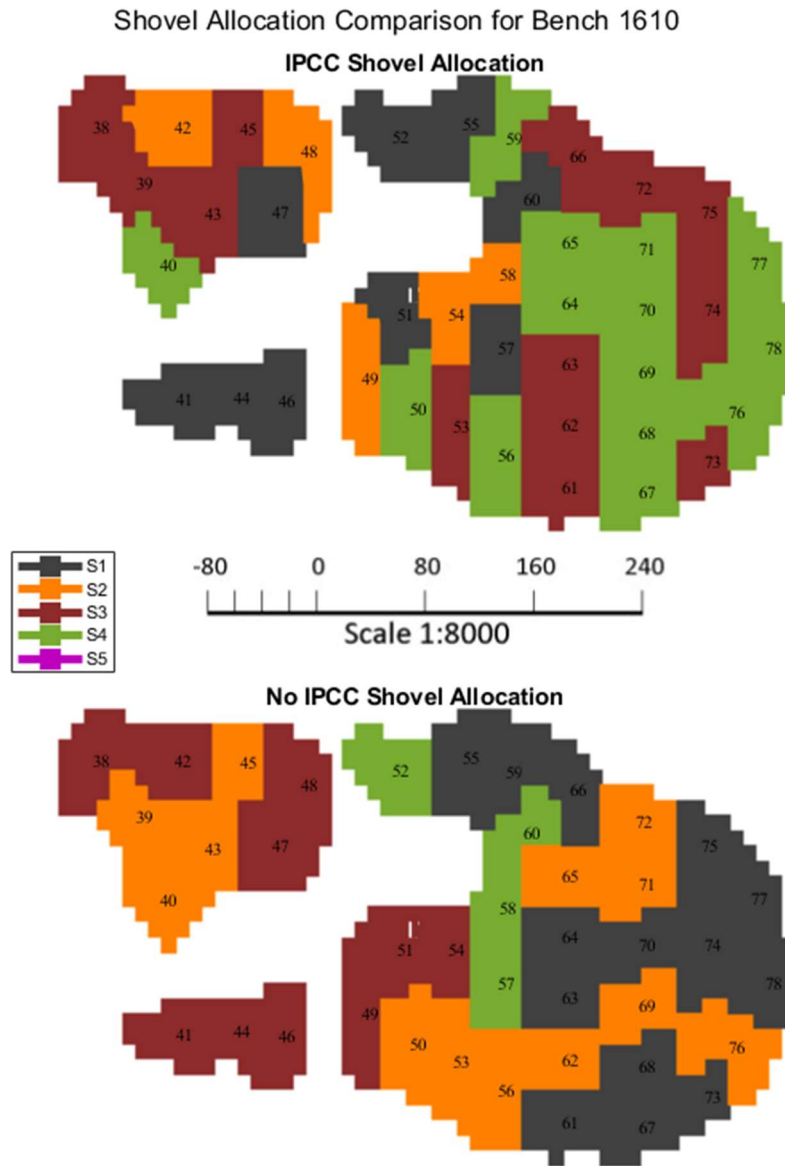 Shovel Allocation Comparison for Bench 1610
IPCC Shovel Allocation
38 42 45 48 52 55 59 66
39 43 47 60 72 75
40 65 71 77
58 64 70 74 78
49 51 54 57 63 69
50 53 62 68 76
41 44 46 56 61 67 73
S1
S2
S3
S4
S5
-80 0 80 160 240
Scale 1:8000
No IPCC Shovel Allocation
38 42 45 48 52 55 59 66
39 43 47 60 72 75
40 58 65 71 77
51 54 64 70 74 78
49 57 63 69
41 44 46 50 53 62 68 76
56 61 67 73